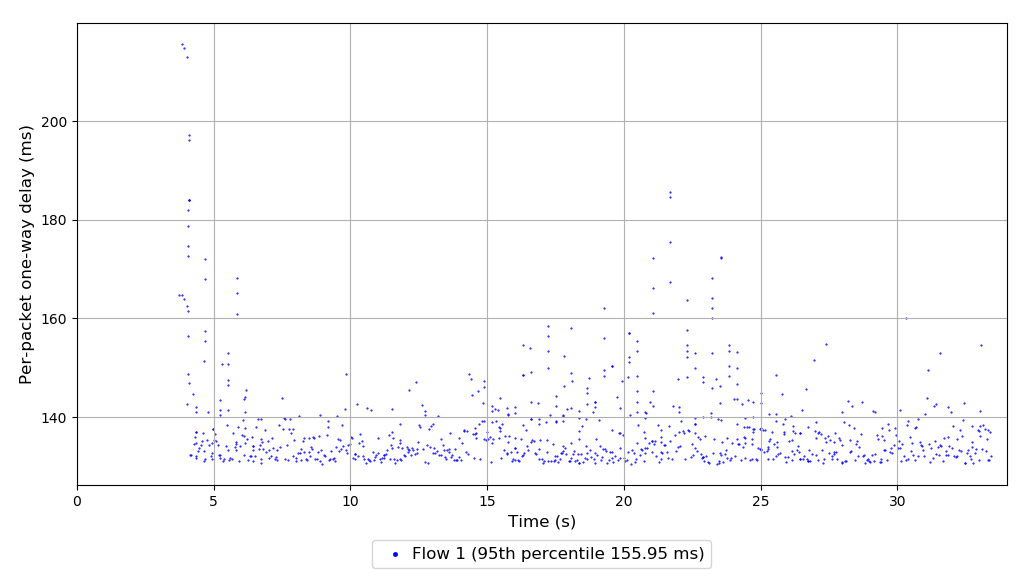 Per-packet one-way delay (ms)
200
180
160
140
0 5 10 15 20 25 30
Time (s)
Flow 1 (95th percentile 155.95 ms)